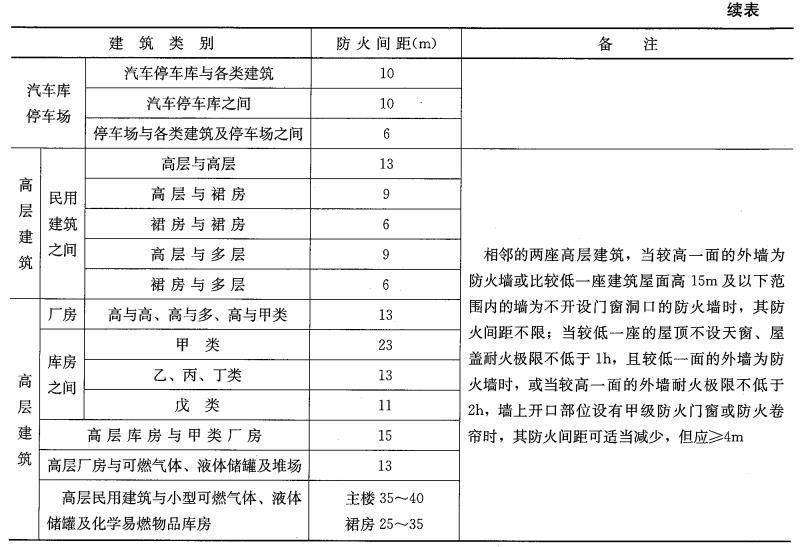 续表
建筑类别 防火间距(m) 备注
汽车库
停车场
汽车停车库与各类建筑 10
汽车停车库之间 10
停车场与各类建筑及停车场之间 6
高层建筑
民用
建筑
之间
高层与高层 13
高层与裙房 9
裙房与裙房 6
高层与多层 9
裙房与多层 6
高层建筑
厂房 高与高、高与多、高与甲类 13
库房
之间
甲类 23
乙、丙、丁类 13
戊类 11
高层库房与甲类厂房 15
高层厂房与可燃气体、液体储罐及堆场 13
高层民用建筑与小型可燃气体、液体
储罐及化学易燃物品库房
主楼 35～40
裙房 25～35
相邻的两座高层建筑，当较高一面的外墙为
防火墙或比较低一座建筑屋面高 15m 及以下范
围内的墙为不开设门窗洞口的防火墙时，其防
火间距不限；当较低一座的屋顶不设天窗、屋
盖耐火极限不低于 1h，且较低一面的外墙为防
火墙时，或当较高一面的外墙耐火极限不低于
2h，墙上开口部位设有甲级防火门窗或防火卷
帘时，其防火间距可适当减少，但应≥4m